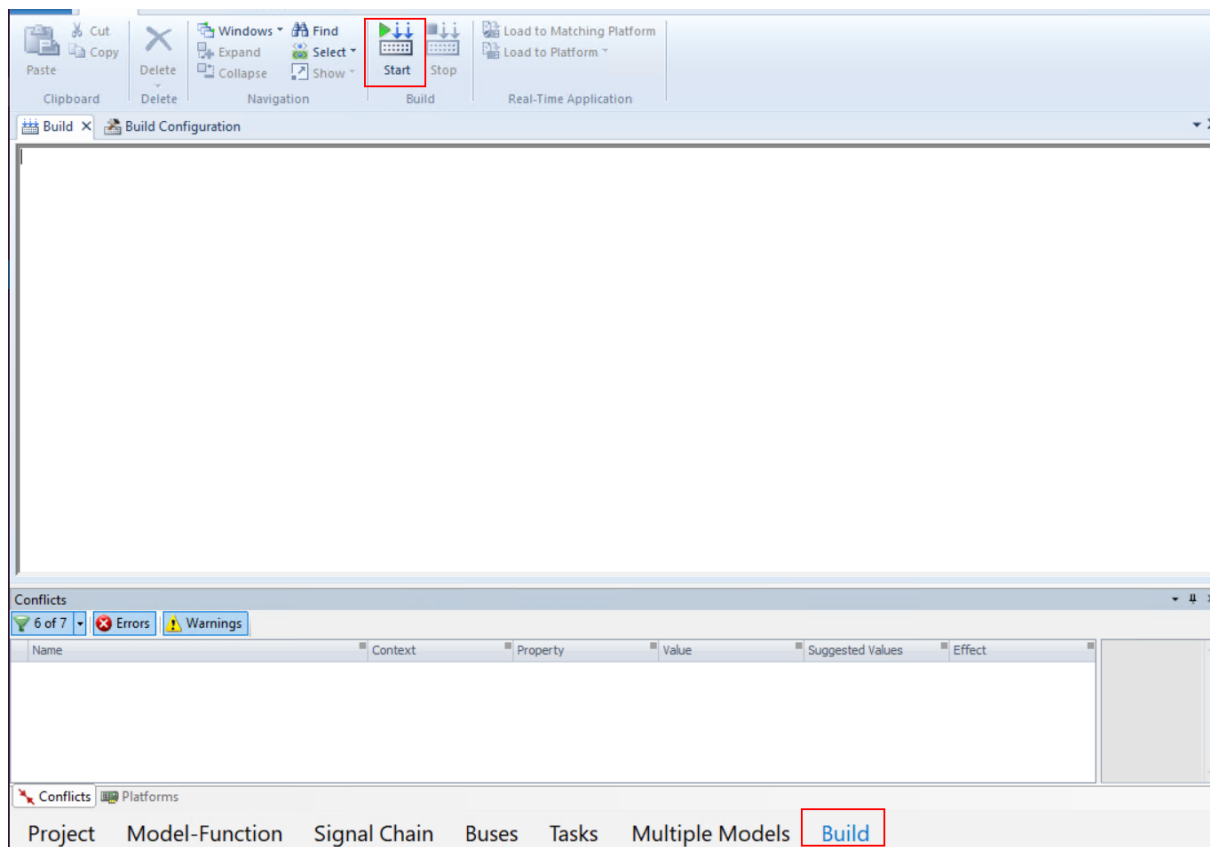 Paste
Cut
Copy
Clipboard
Delete
Delete
Windows
Expand
Collapse
Find
Select
Show
Navigation
Start
Stop
Build
Load to Matching Platform
Load to Platform
Real-Time Application
Build
Build Configuration
Conflicts
6 of 7 Errors Warnings
Name Context Property Value Suggested Values Effect
Conflicts Platforms
Project Model-Function Signal Chain Buses Tasks Multiple Models Build